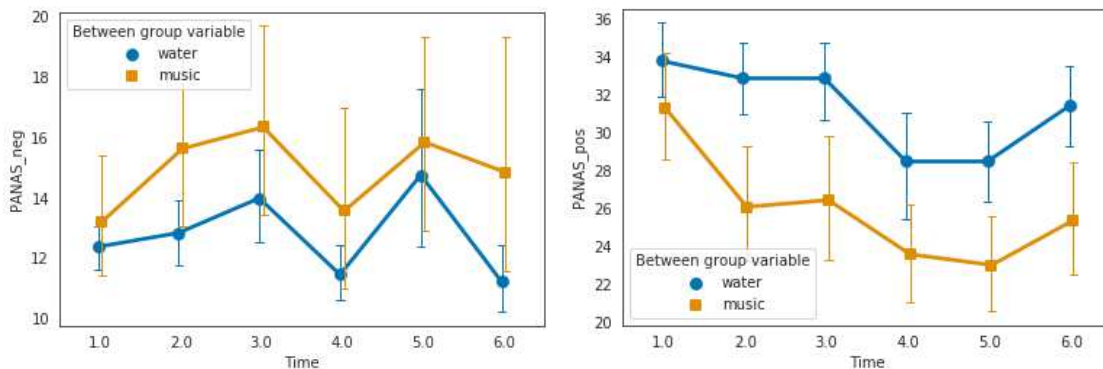 20
18
16
14
12
10
PANAS_neg
Between group variable
water
music
1.0 2.0 3.0 4.0 5.0 6.0
Time
36
34
32
30
28
26
24
22
20
PANAS_pos
Between group variable
water
music
1.0 2.0 3.0 4.0 5.0 6.0
Time